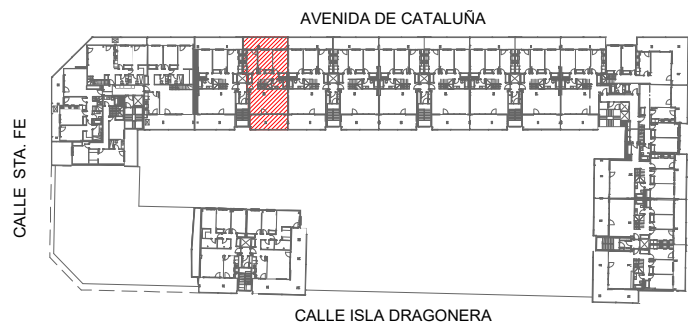 AVENIDA DE CATALUÑA
CALLE STA. FE
CALLE ISLA DRAGONERA